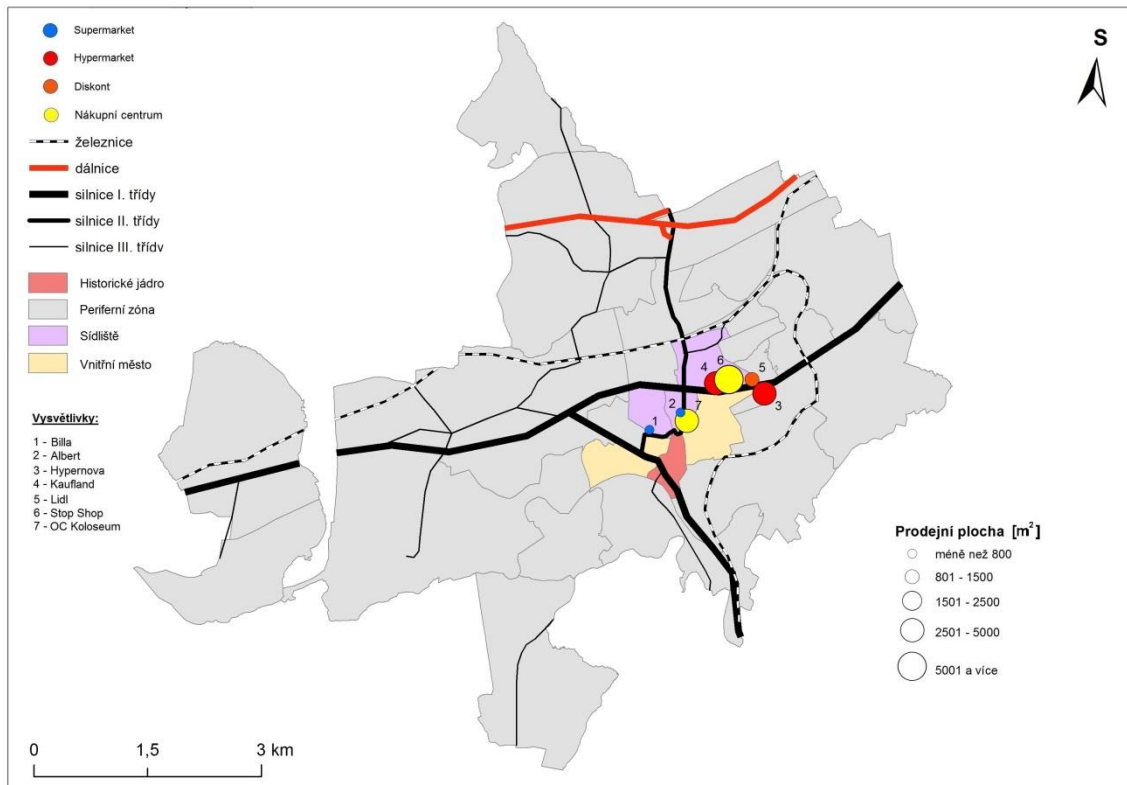 Supermarket
Hypermarket
Diskont
Nákupní centrum
železnice
dálnice
silnice I. třídy
silnice II. třídy
silnice III. třídv
Historické jádro
Periferní zóna
Sídliště
Vnitřní město
Vysvětlivky:
1 - Billa
2 - Albert
3 - Hypernova
4 - Kaufland
5 - Lidl
6 - Stop Shop
7 - OC Koloseum
S
4
6
5
3
2
7
1
Prodejní plocha [m²]
méně než 800
801 - 1500
1501 - 2500
2501 - 5000
5001 a více
0 1,5 3 km